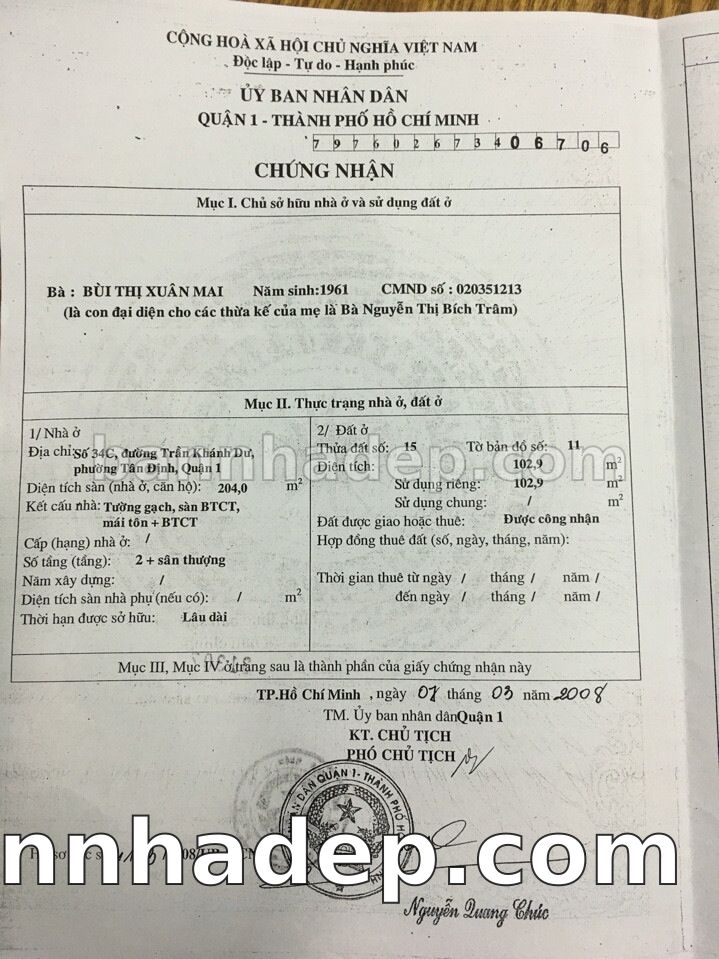 CỘNG HOÀ XÃ HỘI CHỦ NGHĨA VIỆT NAM
Độc lập - Tự do - Hạnh phúc
ỦY BAN NHÂN DÂN
QUẬN 1 - THÀNH PHỐ HỒ CHÍ MINH
797602673406706
CHỨNG NHẬN
Mục I. Chủ sở hữu nhà ở và sử dụng đất ở
Bà : BÙI THỊ XUÂN MAI Năm sinh:1961 CMND số : 020351213
(là con đại diện cho các thừa kế của mẹ là Bà Nguyễn Thị Bích Trâm)
Mục II. Thực trạng nhà ở, đất ở
1/ Nhà ở
Địa chỉ: Số 34C, đường Trần Khánh Dư,
phường Tân Định, Quận 1
Diện tích sàn (nhà ở, căn hộ): 204,0 m²
Kết cấu nhà: Tường gạch, sàn BTCT,
mái tôn + BTCT
Cấp (hạng) nhà ở : /
Số tầng (tầng): 2 + sân thượng
Năm xây dựng: /
Diện tích sàn nhà phụ (nếu có): / m²
Thời hạn được sở hữu: Lâu dài
2/ Đất ở
Thửa đất số: 15 Tờ bản đồ số: 11
Diện tích: 102,9 m²
Sử dụng riêng: 102,9 m²
Sử dụng chung: / m²
Đất được giao hoặc thuê: Được công nhận
Hợp đồng thuê đất (số, ngày, tháng, năm):
Thời gian thuê từ ngày / tháng / năm /
đến ngày / tháng / năm /
bannhadep.com
Mục III, Mục IV ở trang sau là thành phần của giấy chứng nhận này
TP.Hồ Chí Minh , ngày 07 tháng 03 năm 2008
TM. Ủy ban nhân dân Quận 1
KT. CHỦ TỊCH
PHÓ CHỦ TỊCH
DÂN QUẬN 1 - THÀNH PHỐ
nnhadep.com
Nguyễn Quang Chúc